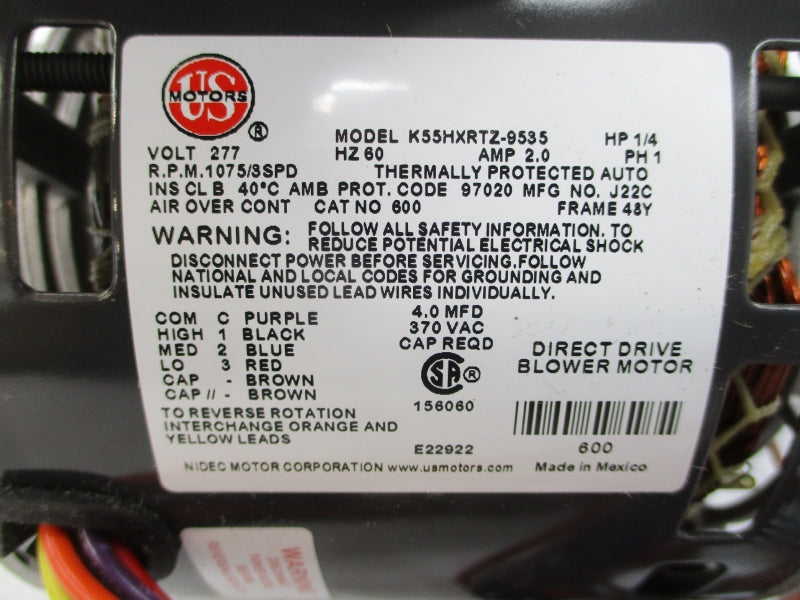 US
MOTORS
®
MODEL K55HXRTZ-9535 HP 1/4
VOLT 277 HZ 60 AMP 2.0 PH 1
R.P.M.1075/3SPD THERMALLY PROTECTED AUTO
INS CL B 40°C AMB PROT. CODE 97020 MFG NO. J22C
AIR OVER CONT CAT NO 600 FRAME 48Y
WARNING: FOLLOW ALL SAFETY INFORMATION. TO
REDUCE POTENTIAL ELECTRICAL SHOCK
DISCONNECT POWER BEFORE SERVICING.FOLLOW
NATIONAL AND LOCAL CODES FOR GROUNDING AND
INSULATE UNUSED LEAD WIRES INDIVIDUALLY.
COM C PURPLE
HIGH 1 BLACK
MED 2 BLUE
LO 3 RED
CAP - BROWN
CAP // - BROWN
TO REVERSE ROTATION
INTERCHANGE ORANGE AND
YELLOW LEADS
4.0 MFD
370 VAC
CAP REQD
SA ®
156060
E22922
DIRECT DRIVE
BLOWER MOTOR
600
NIDEC MOTOR CORPORATION www.usmotors.com Made in Mexico
WARNING